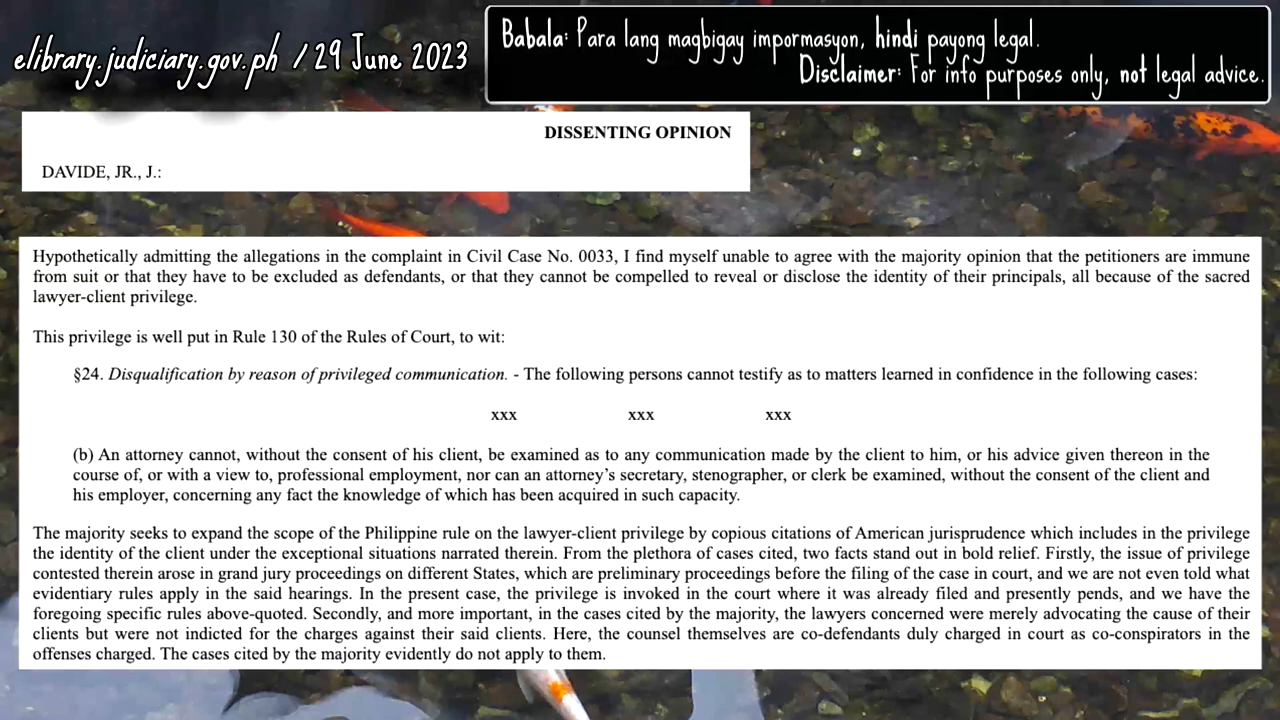 elibrary.judiciary.gov.ph / 29 June 2023
Babala: Para lang magbigay impormasyon, hindi payong legal.
Disclaimer: For info purposes only, not legal advice.
DISSENTING OPINION
DAVIDE, JR., J.:
Hypothetically admitting the allegations in the complaint in Civil Case No. 0033, I find myself unable to agree with the majority opinion that the petitioners are immune
from suit or that they have to be excluded as defendants, or that they cannot be compelled to reveal or disclose the identity of their principals, all because of the sacred
lawyer-client privilege.
This privilege is well put in Rule 130 of the Rules of Court, to wit:
§24. Disqualification by reason of privileged communication. - The following persons cannot testify as to matters learned in confidence in the following cases:
xxx xxx xxx
(b) An attorney cannot, without the consent of his client, be examined as to any communication made by the client to him, or his advice given thereon in the
course of, or with a view to, professional employment, nor can an attorney's secretary, stenographer, or clerk be examined, without the consent of the client and
his employer, concerning any fact the knowledge of which has been acquired in such capacity.
The majority seeks to expand the scope of the Philippine rule on the lawyer-client privilege by copious citations of American jurisprudence which includes in the privilege
the identity of the client under the exceptional situations narrated therein. From the plethora of cases cited, two facts stand out in bold relief. Firstly, the issue of privilege
contested therein arose in grand jury proceedings on different States, which are preliminary proceedings before the filing of the case in court, and we are not even told what
evidentiary rules apply in the said hearings. In the present case, the privilege is invoked in the court where it was already filed and presently pends, and we have the
foregoing specific rules above-quoted. Secondly, and more important, in the cases cited by the majority, the lawyers concerned were merely advocating the cause of their
clients but were not indicted for the charges against their said clients. Here, the counsel themselves are co-defendants duly charged in court as co-conspirators in the
offenses charged. The cases cited by the majority evidently do not apply to them.